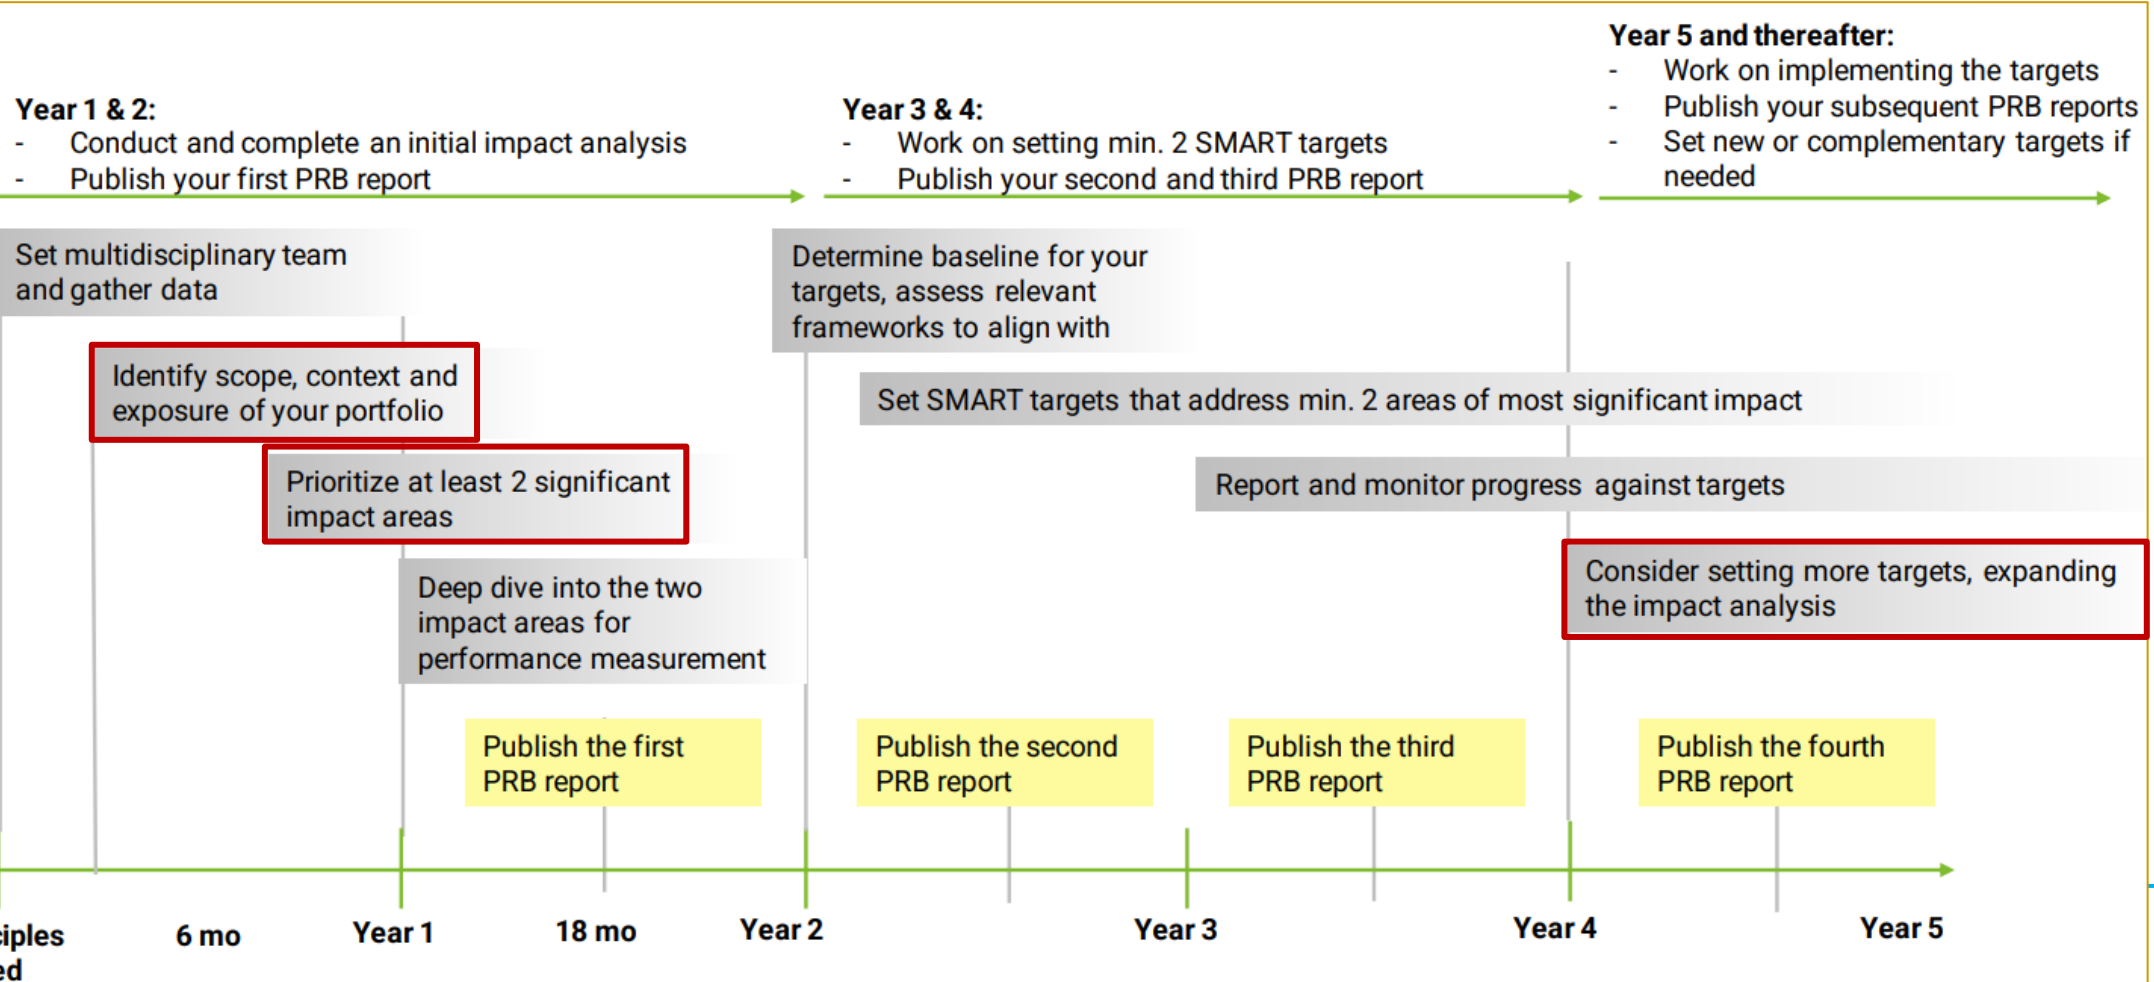 Year 1 & 2:
- Conduct and complete an initial impact analysis
- Publish your first PRB report
Year 3 & 4:
- Work on setting min. 2 SMART targets
- Publish your second and third PRB report
Year 5 and thereafter:
- Work on implementing the targets
- Publish your subsequent PRB reports
- Set new or complementary targets if
needed
Set multidisciplinary team
and gather data
Identify scope, context and
exposure of your portfolio
Prioritize at least 2 significant
impact areas
Deep dive into the two
impact areas for
performance measurement
Determine baseline for your
targets, assess relevant
frameworks to align with
Set SMART targets that address min. 2 areas of most significant impact
Report and monitor progress against targets
Consider setting more targets, expanding
the impact analysis
Publish the first
PRB report
Publish the second
PRB report
Publish the third
PRB report
Publish the fourth
PRB report
6 mo
Year 1
18 mo
Year 2
Year 3
Year 4
Year 5